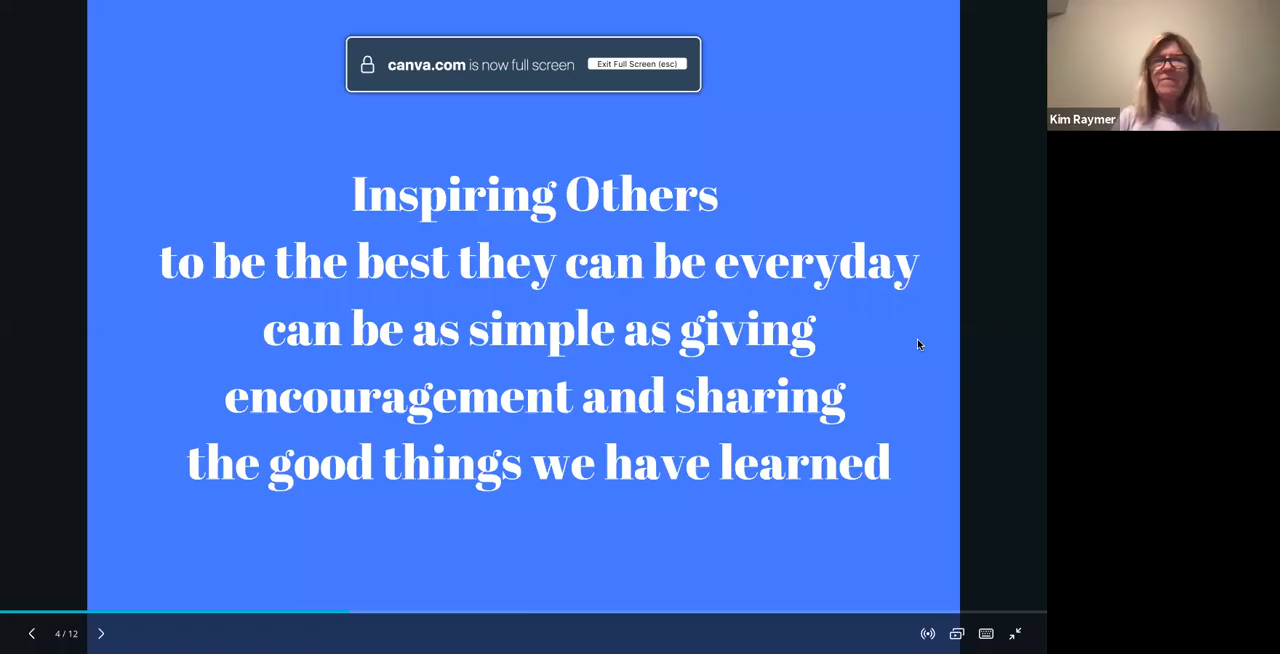 canva.com is now full screen Exit Full Screen (esc)
Kim Raymer
Inspiring Others
to be the best they can be everyday
can be as simple as giving
encouragement and sharing
the good things we have learned
4 / 12